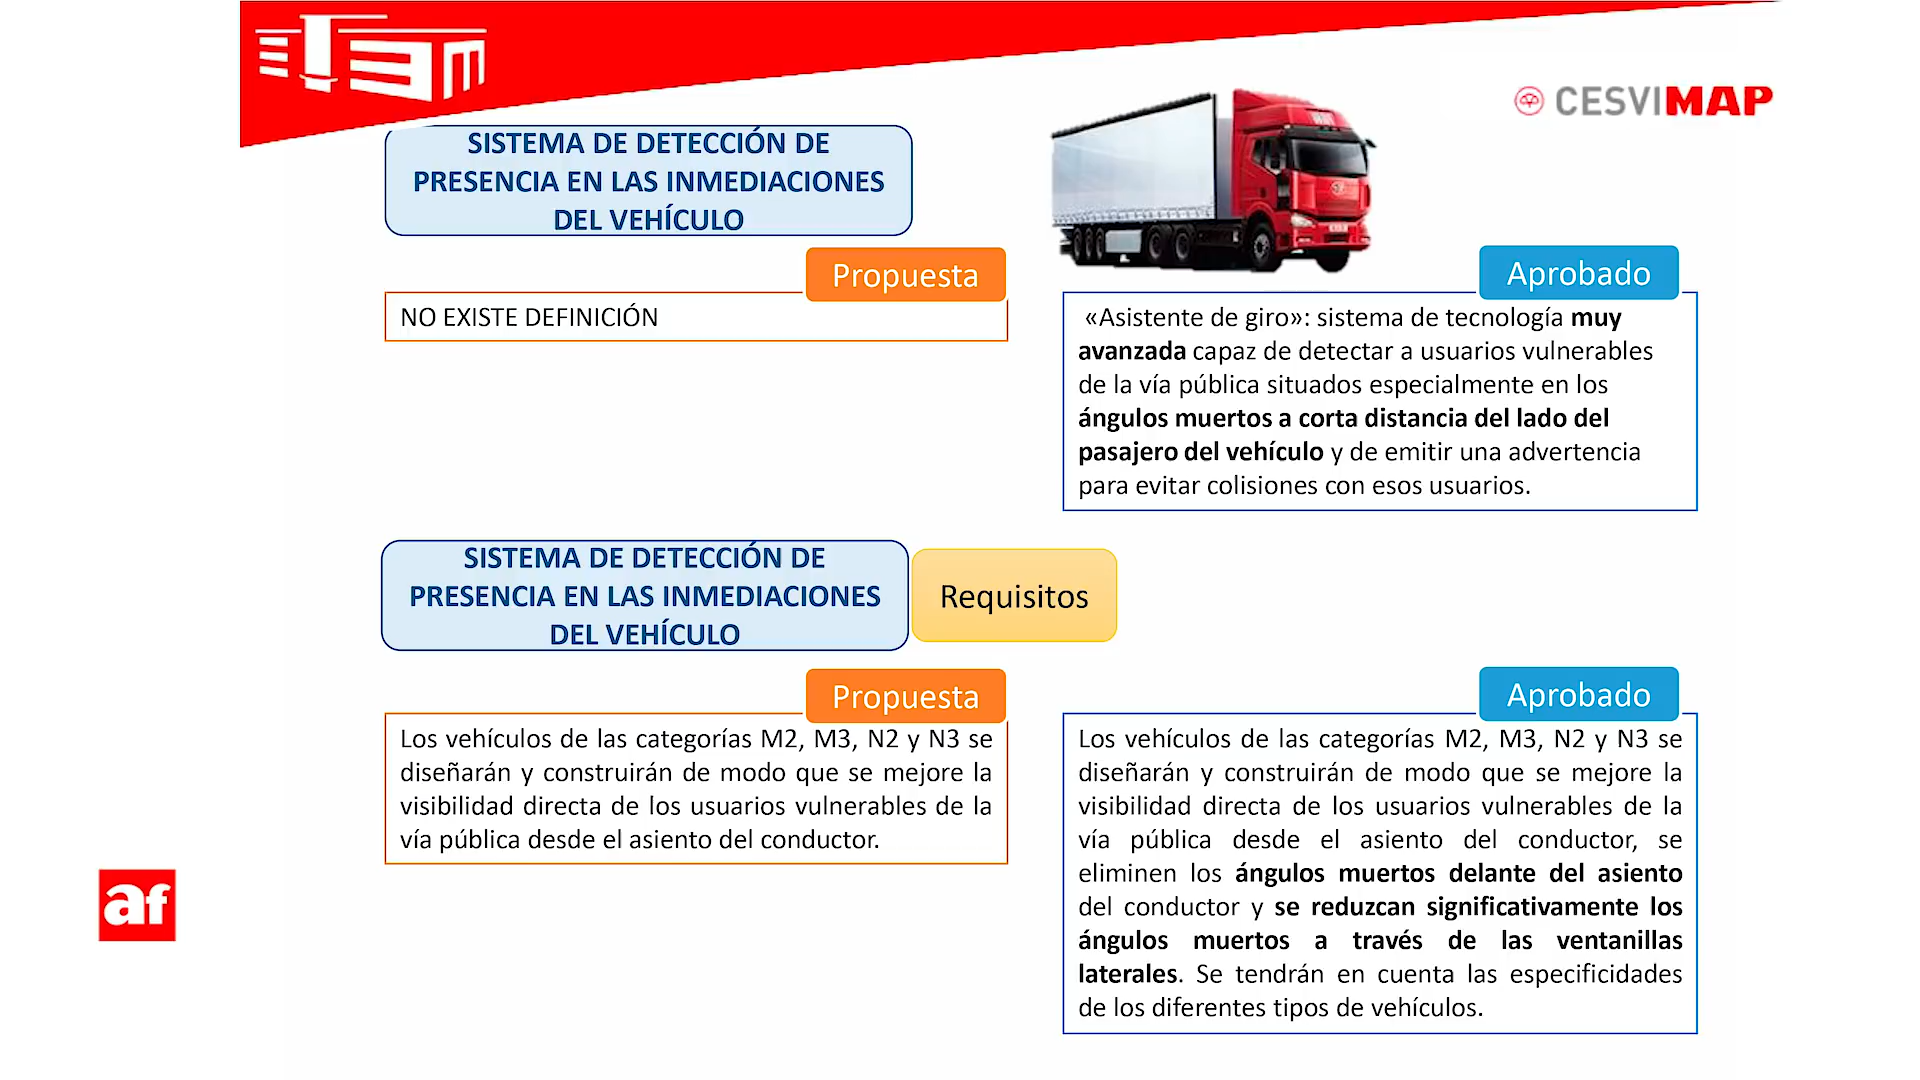 CESVIMAP
SISTEMA DE DETECCIÓN DE
PRESENCIA EN LAS INMEDIACIONES
DEL VEHÍCULO
Propuesta
NO EXISTE DEFINICIÓN
Aprobado
«Asistente de giro»: sistema de tecnología muy
avanzada capaz de detectar a usuarios vulnerables
de la vía pública situados especialmente en los
ángulos muertos a corta distancia del lado del
pasajero del vehículo y de emitir una advertencia
para evitar colisiones con esos usuarios.
SISTEMA DE DETECCIÓN DE
PRESENCIA EN LAS INMEDIACIONES
DEL VEHÍCULO
Requisitos
Propuesta
Los vehículos de las categorías M2, M3, N2 y N3 se
diseñarán y construirán de modo que se mejore la
visibilidad directa de los usuarios vulnerables de la
vía pública desde el asiento del conductor.
Aprobado
Los vehículos de las categorías M2, M3, N2 y N3 se
diseñarán y construirán de modo que se mejore la
visibilidad directa de los usuarios vulnerables de la
vía pública desde el asiento del conductor, se
eliminen los ángulos muertos delante del asiento
del conductor y se reduzcan significativamente los
ángulos muertos a través de las ventanillas
laterales. Se tendrán en cuenta las especificidades
de los diferentes tipos de vehículos.
af